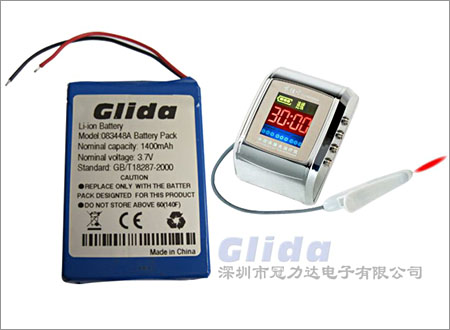 Glida
Li-ion Battery
Model 083448A Battery Pack
Nominal capacity: 1400mAh
Nominal voltage: 3.7V
Standard: GB/T18287-2000
CAUTION!
REPLACE ONLY WITH THE BATTERY
PACK DESIGNTED FOR THIS PRODUCT
DO NOT STORE ABOVE 60(140F)
CE
Made in China
30:00
Glida
深圳市冠力达电子有限公司